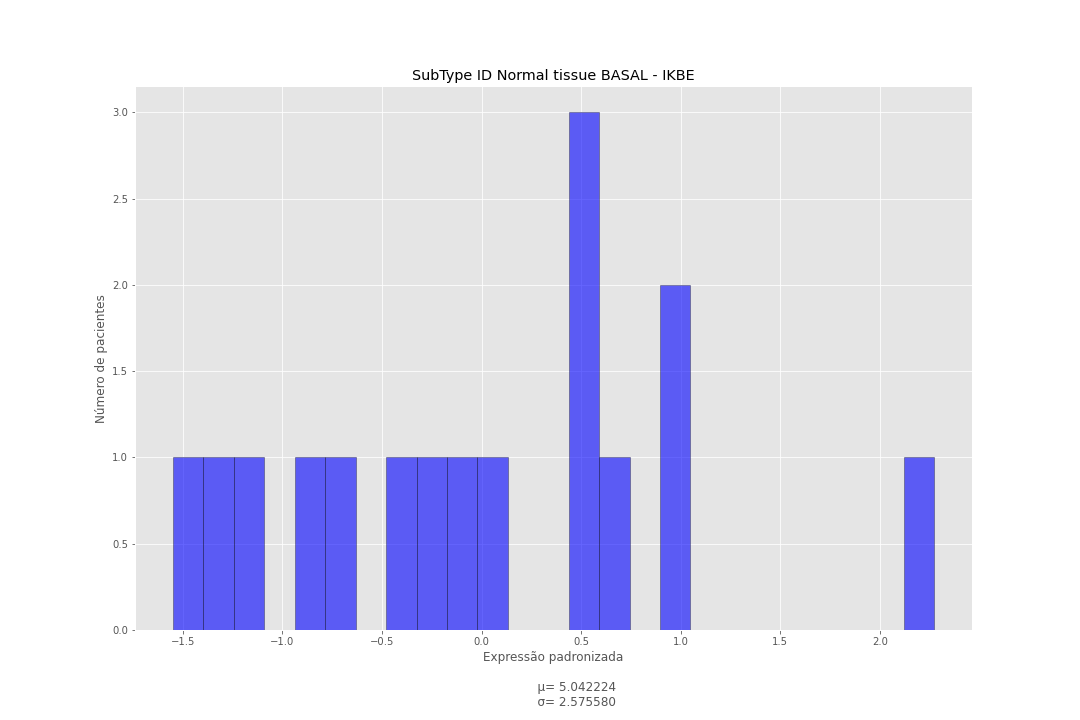 SubType ID Normal tissue BASAL - IKBE
Número de pacientes
3.0
2.5
2.0
1.5
1.0
0.5
0.0
−1.5 −1.0 −0.5 0.0 0.5 1.0 1.5 2.0
Expressão padronizada
μ= 5.042224
σ= 2.575580